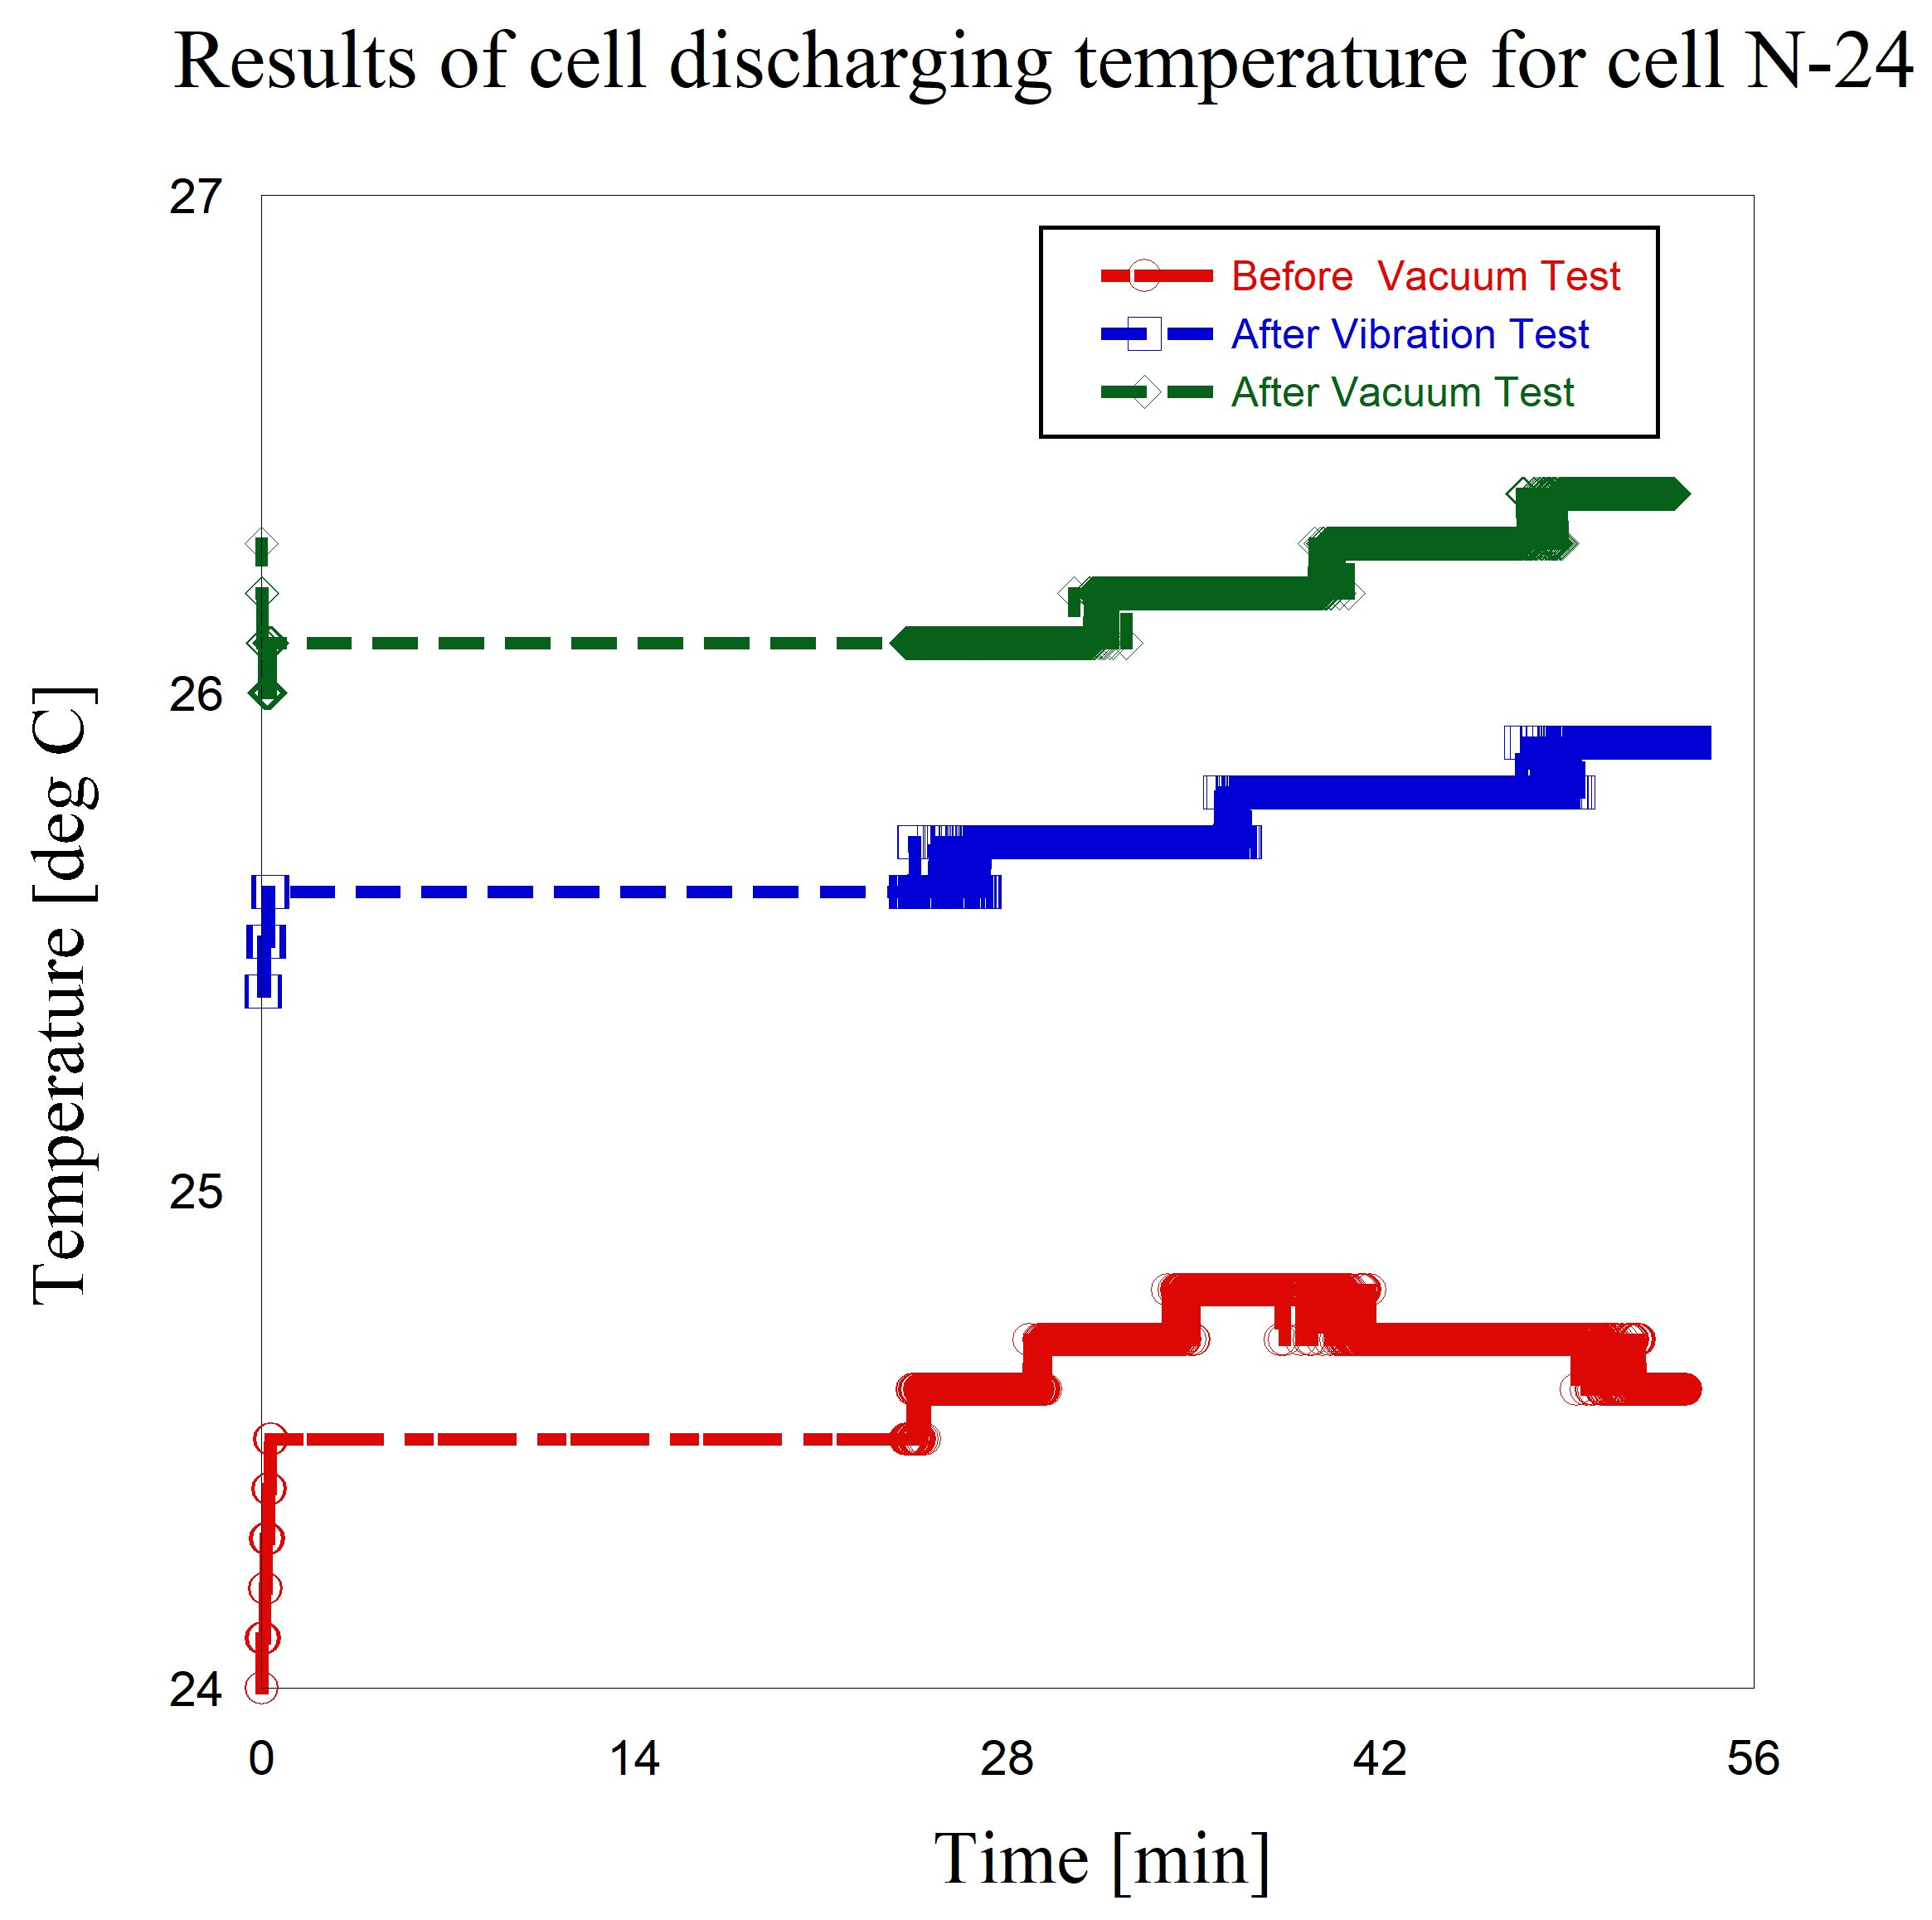 Results of cell discharging temperature for cell N-24
27
Before  Vacuum Test
After Vibration Test
After Vacuum Test
26
25
24
Temperature [deg C]
0 14 28 42 56
Time [min]